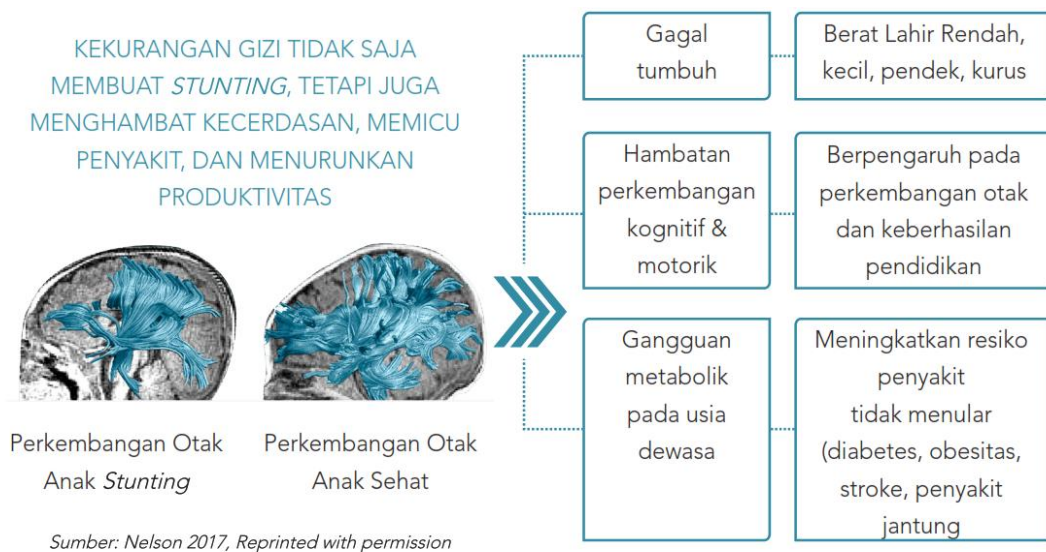 KEKURANGAN GIZI TIDAK SAJA
MEMBUAT STUNTING, TETAPI JUGA
MENGHAMBAT KECERDASAN, MEMICU
PENYAKIT, DAN MENURUNKAN
PRODUKTIVITAS
Perkembangan Otak
Anak Stunting
Perkembangan Otak
Anak Sehat
Sumber: Nelson 2017, Reprinted with permission
Gagal
tumbuh
Berat Lahir Rendah,
kecil, pendek, kurus
Hambatan
perkembangan
kognitif &
motorik
Berpengaruh pada
perkembangan otak
dan keberhasilan
pendidikan
Gangguan
metabolik
pada usia
dewasa
Meningkatkan resiko
penyakit
tidak menular
(diabetes, obesitas,
stroke, penyakit
jantung